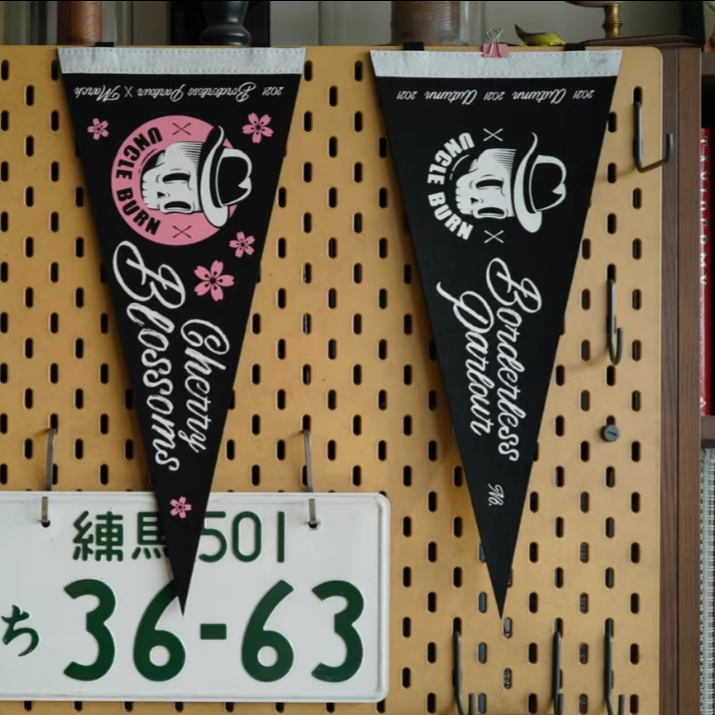 2021 Borderless Parlour X March
UNCLE BURN
Cherry
Blossoms
2021 Autumn 2021 Autumn 2021
UNCLE BURN
Borderless
Parlour
No.
練馬 501
ち 36-63